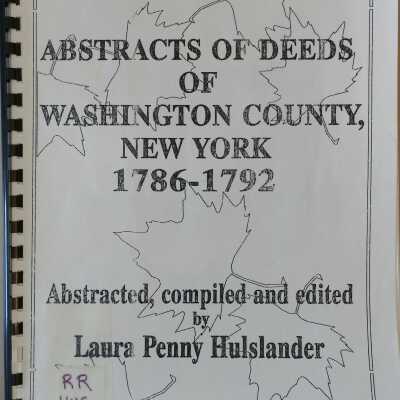 ABSTRACTS OF DEEDS
OF
WASHINGTON COUNTY,
NEW YORK
1786-1792
Abstracted, compiled and edited
by
Laura Penny Hulslander
RR